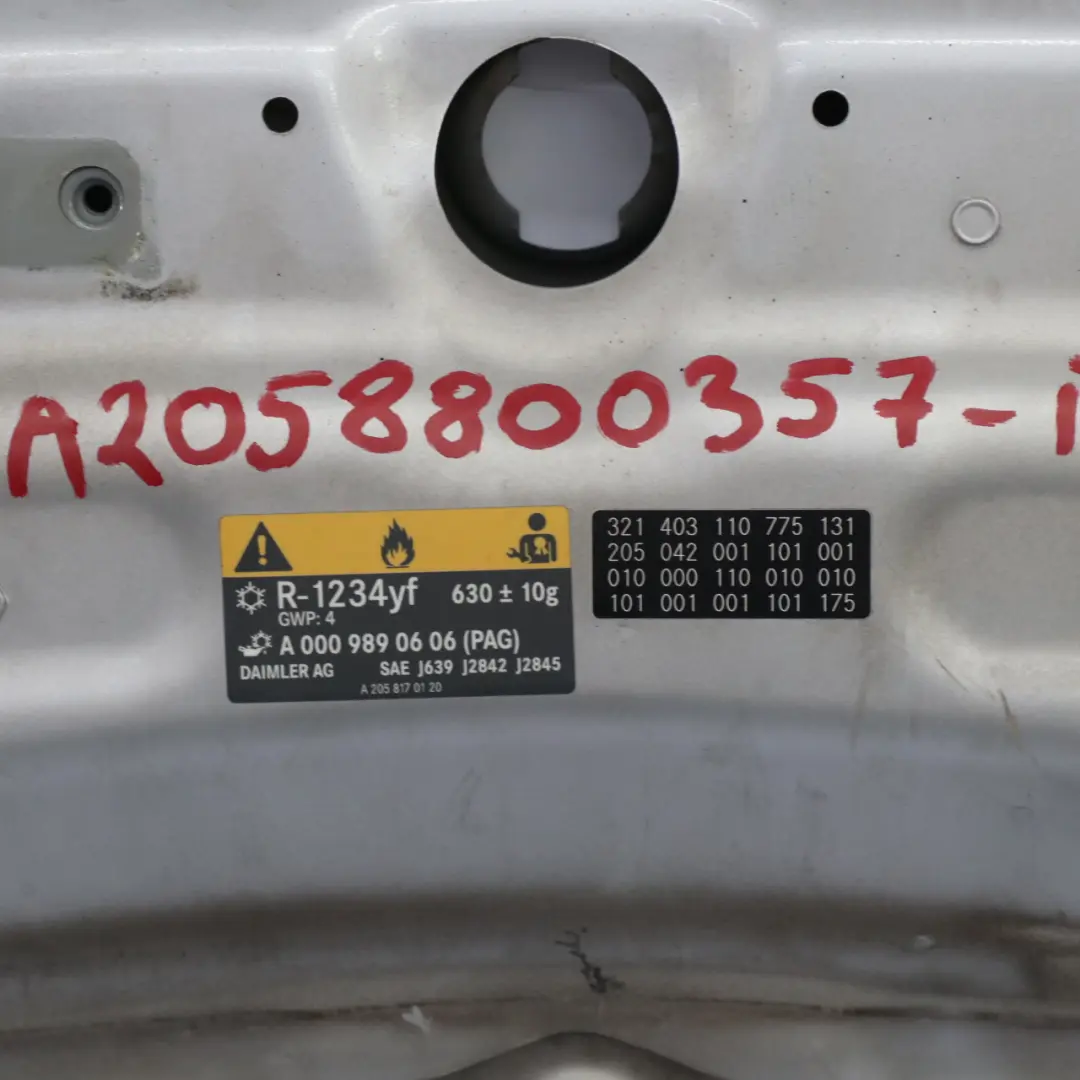 A2058800357-i
R-1234yf 630 ± 10g
GWP: 4
A 000 989 06 06 (PAG)
DAIMLER AG SAE J639 J2842 J2845
A 205 817 01 20
321 403 110 775 131
205 042 001 101 001
010 000 110 010 010
101 001 001 101 175